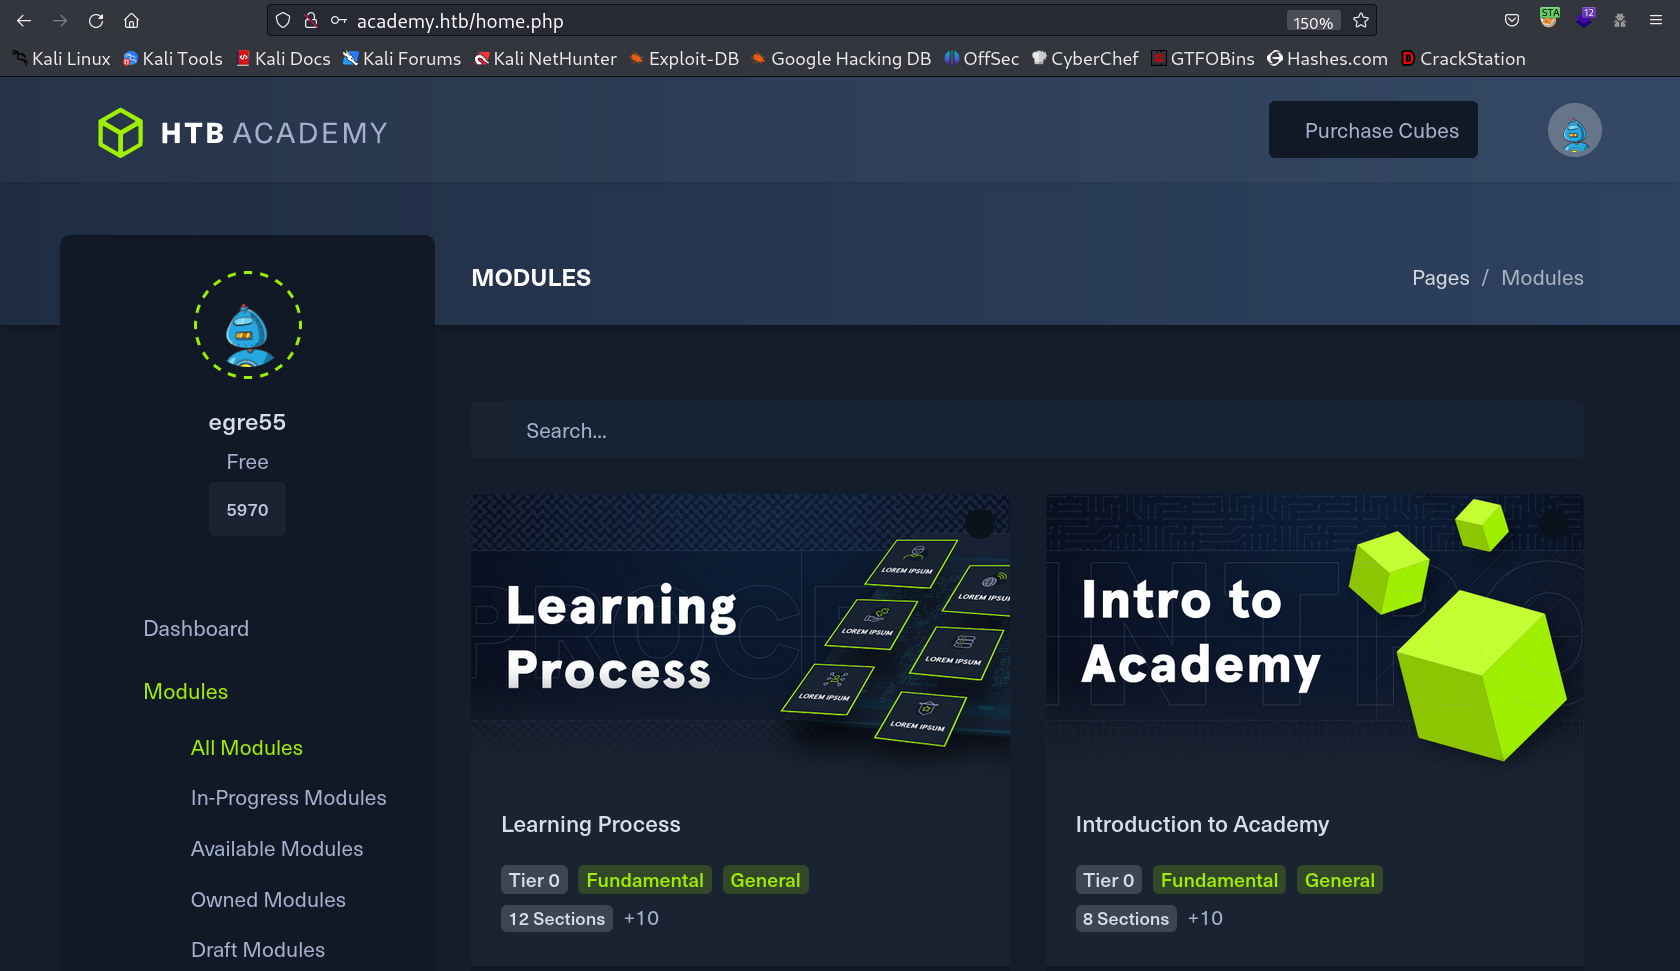 academy.htb/home.php 150% STA 12
Kali Linux Kali Tools Kali Docs Kali Forums Kali NetHunter Exploit-DB Google Hacking DB OffSec CyberChef GTFOBins Hashes.com CrackStation
HTB ACADEMY Purchase Cubes
MODULES Pages / Modules
egre55
Free
5970
Dashboard
Modules
All Modules
In-Progress Modules
Available Modules
Owned Modules
Draft Modules
Search...
Learning
Process
LOREM IPSUM
LOREM IPSUM
LOREM IPSUM
LOREM IPSUM
LOREM IPSUM
LOREM IPSUM
Learning Process
Tier 0 Fundamental General
12 Sections +10
Intro to
Academy
Introduction to Academy
Tier 0 Fundamental General
8 Sections +10